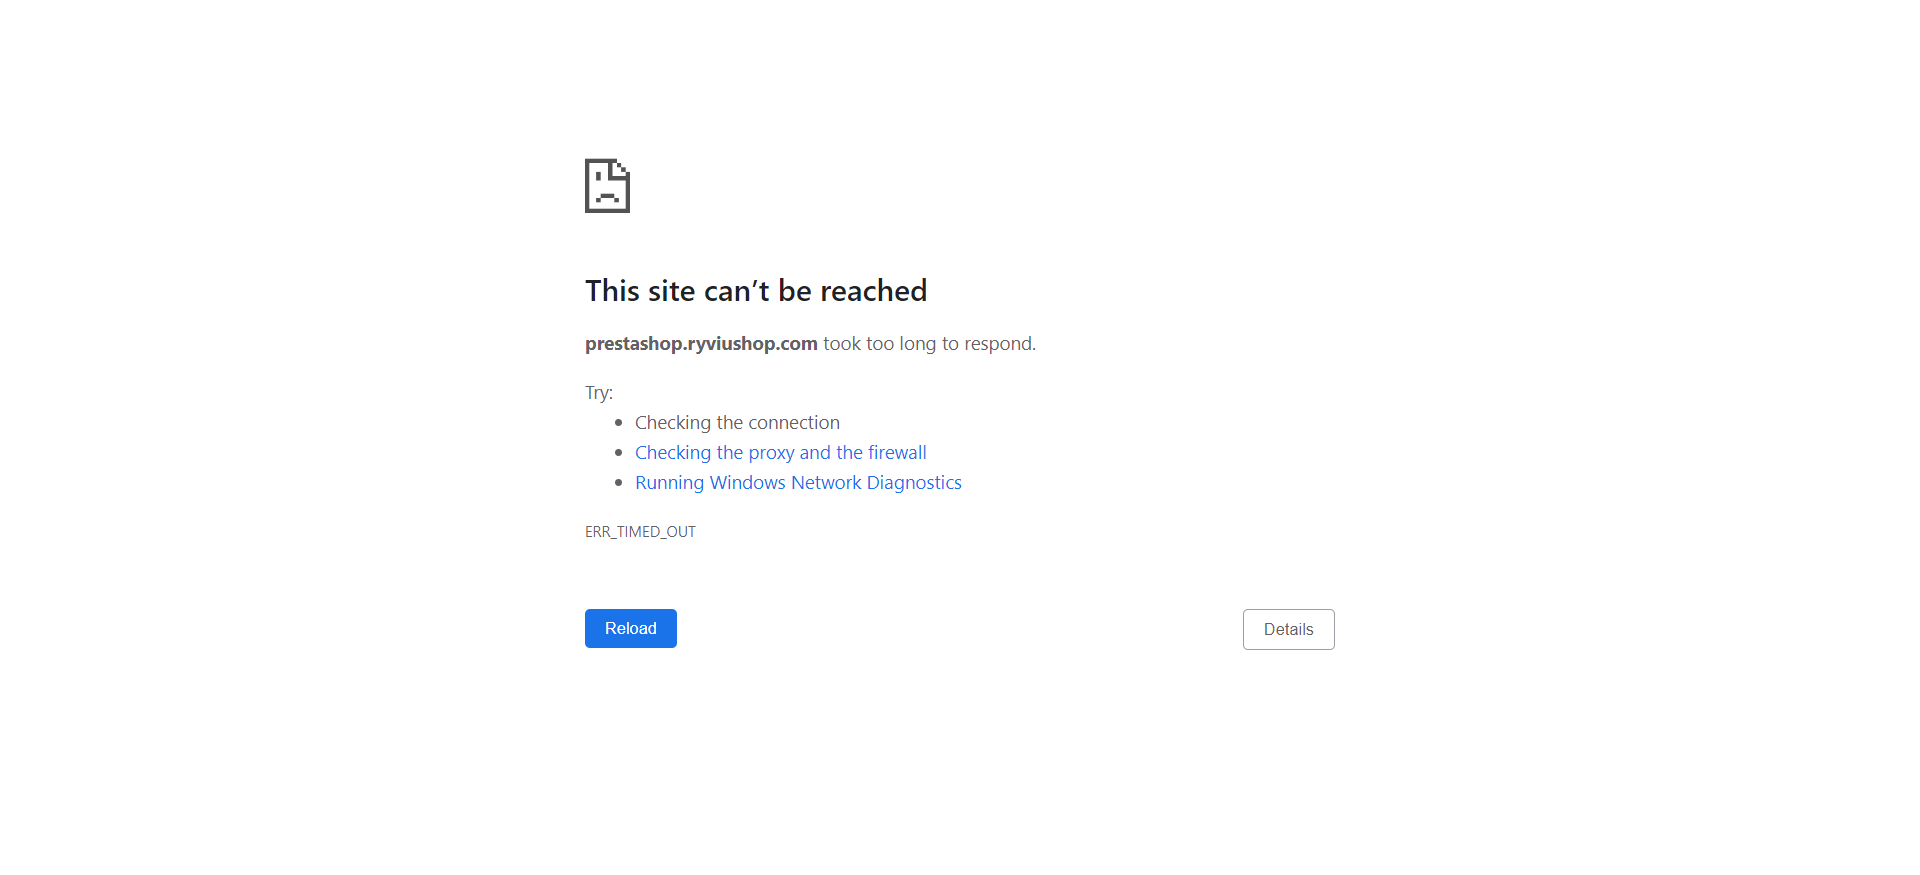 This site can’t be reached
prestashop.ryviushop.com took too long to respond.
Try:
Checking the connection
Checking the proxy and the firewall
Running Windows Network Diagnostics
ERR_TIMED_OUT
Reload
Details